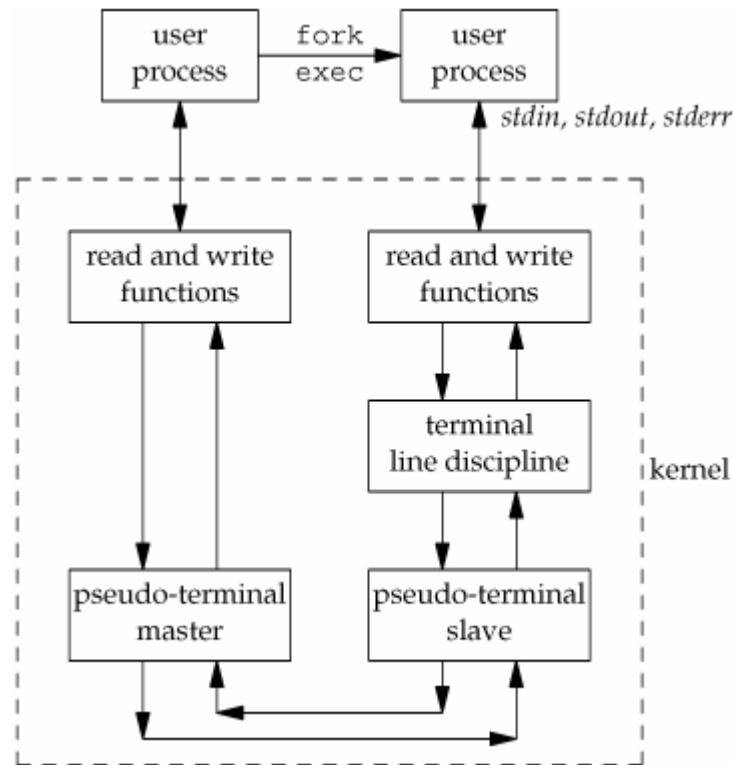 user
process
fork
exec
user
process
stdin, stdout, stderr
read and write
functions
read and write
functions
terminal
line discipline
kernel
pseudo-terminal
master
pseudo-terminal
slave